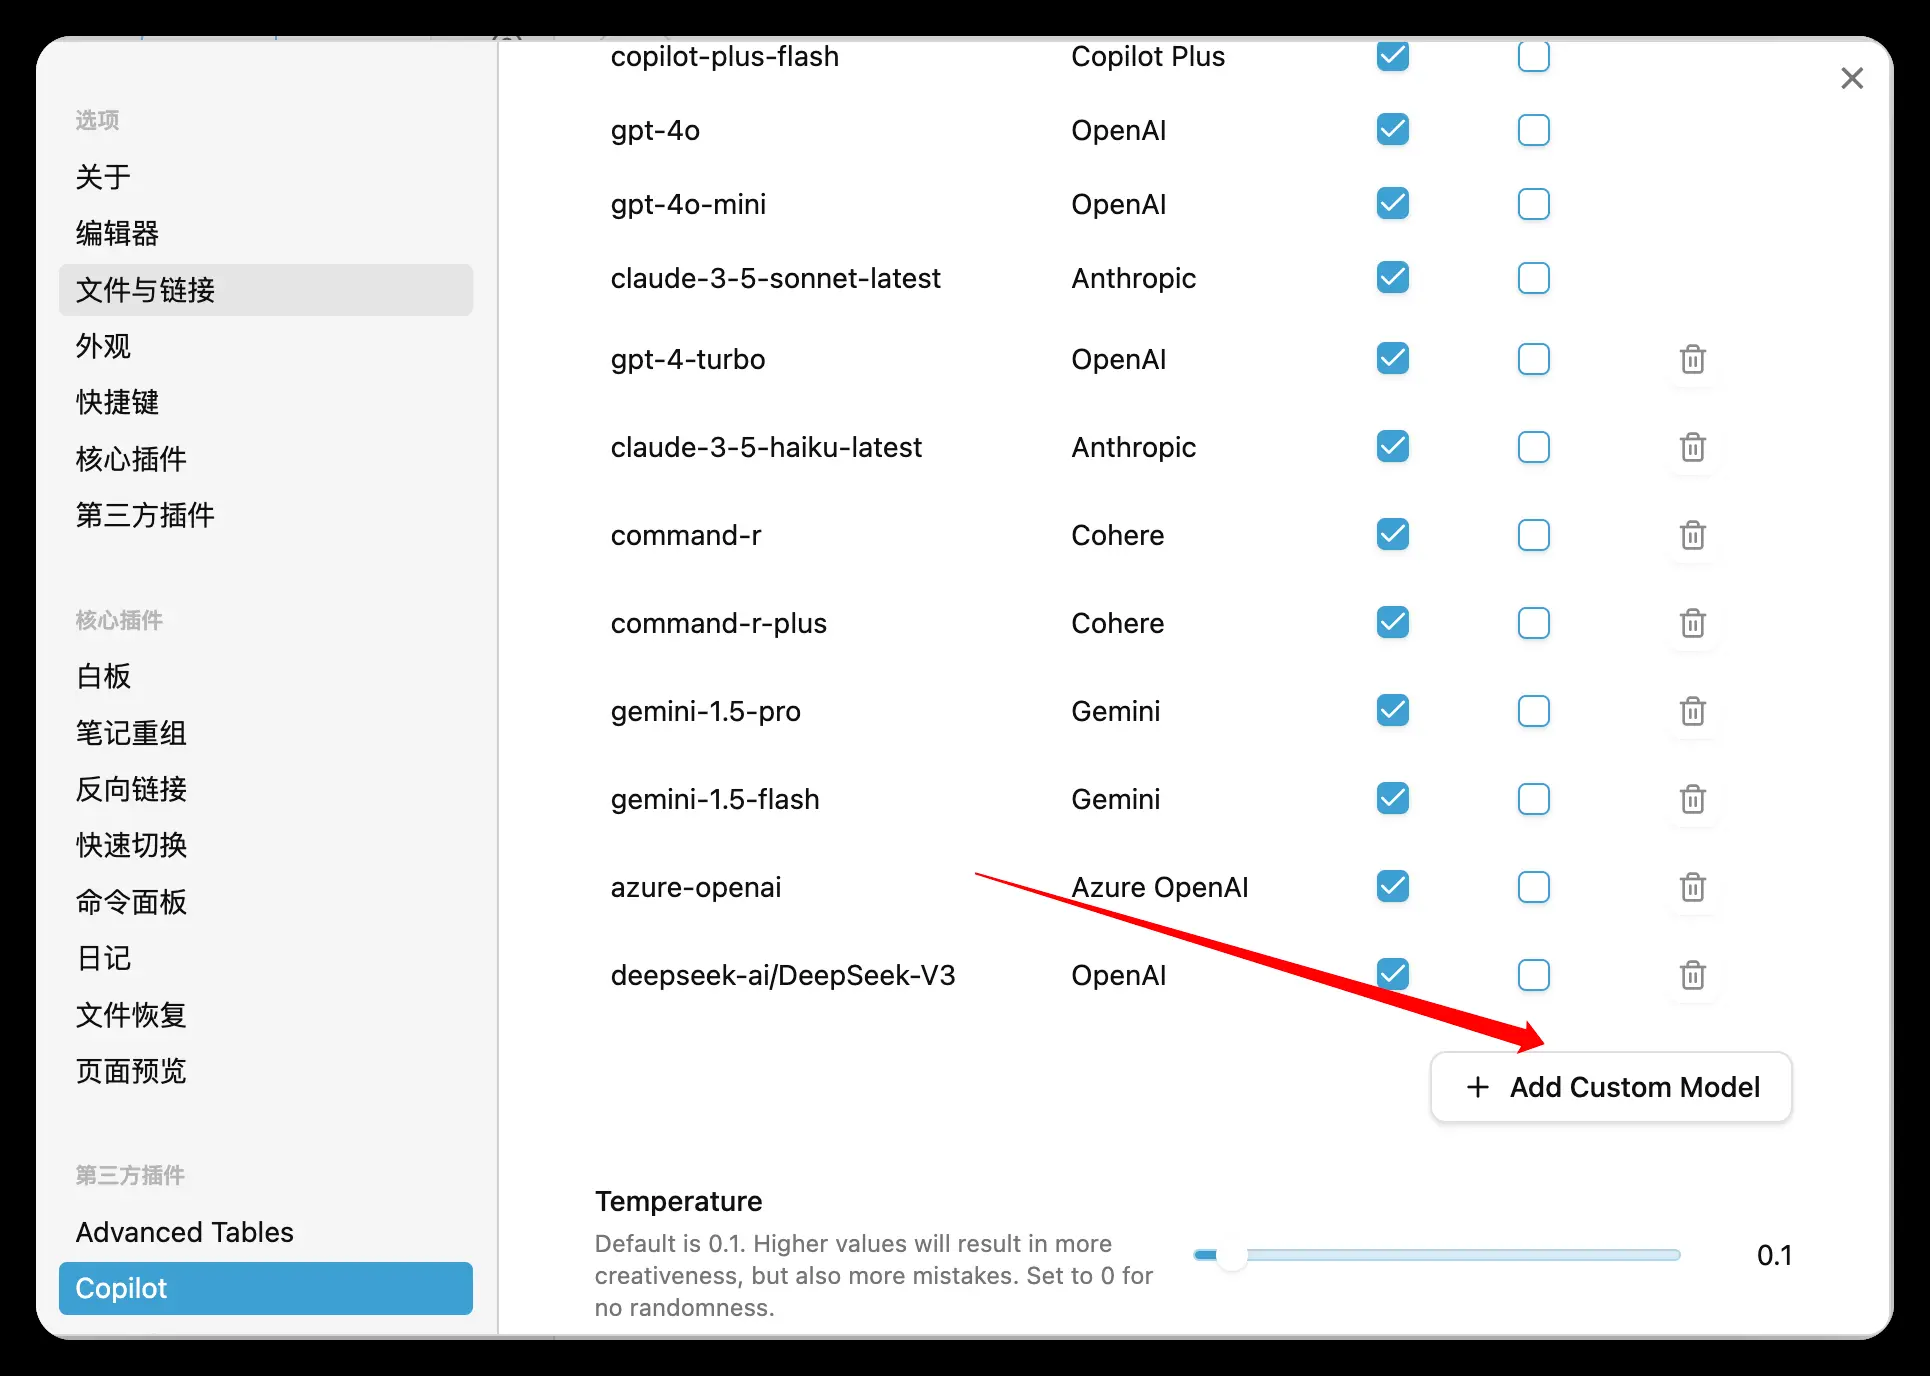 选项
关于
编辑器
文件与链接
外观
快捷键
核心插件
第三方插件
核心插件
白板
笔记重组
反向链接
快速切换
命令面板
日记
文件恢复
页面预览
第三方插件
Advanced Tables
Copilot
copilot-plus-flash Copilot Plus
gpt-4o OpenAI
gpt-4o-mini OpenAI
claude-3-5-sonnet-latest Anthropic
gpt-4-turbo OpenAI
claude-3-5-haiku-latest Anthropic
command-r Cohere
command-r-plus Cohere
gemini-1.5-pro Gemini
gemini-1.5-flash Gemini
azure-openai Azure OpenAI
deepseek-ai/DeepSeek-V3 OpenAI
+ Add Custom Model
Temperature
Default is 0.1. Higher values will result in more
creativeness, but also more mistakes. Set to 0 for
no randomness.
0.1